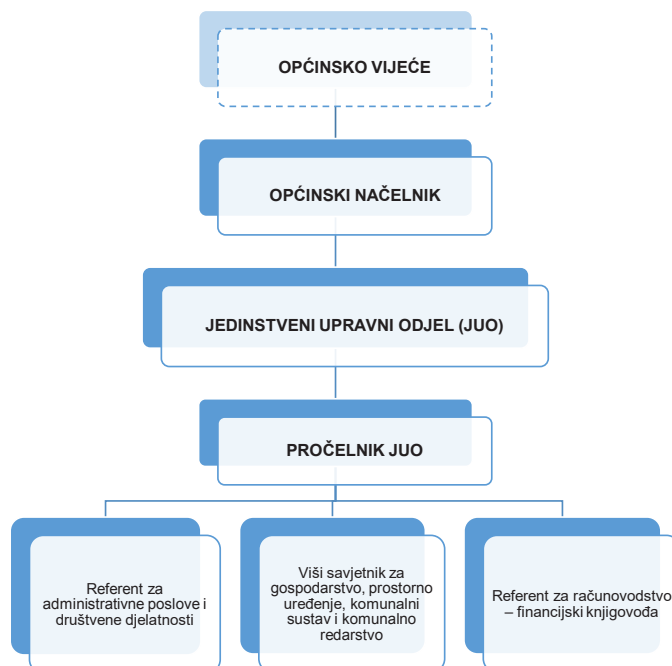 OPĆINSKO VIJEĆE
OPĆINSKI NAČELNIK
JEDINSTVENI UPRAVNI ODJEL (JUO)
PROČELNIK JUO
Referent za
administrativne poslove i
društvene djelatnosti
Viši savjetnik za
gospodarstvo, prostorno
uređenje, komunalni
sustav i komunalno
redarstvo
Referent za računovodstvo
– financijski knjigovođa